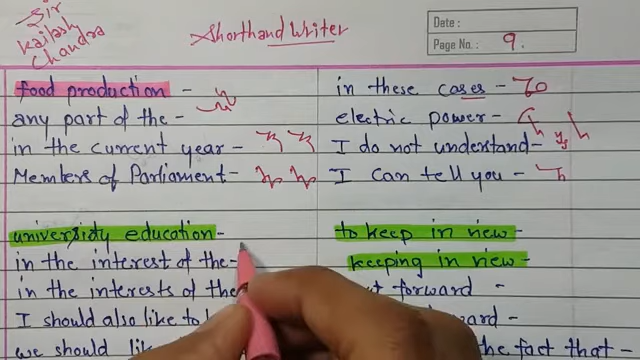 Sir
Kailash
Chandra
Shorthand Writer
Date :
Page No. : 9.
food production -
any part of the -
in the current year -
Members of Parliament -
university education -
in the interest of the -
in the interests of the
I should also like to
we should like
in these cases -
electric power -
I do not understand -
I can tell you -
to keep in view -
keeping in view -
forward -
the fact that -